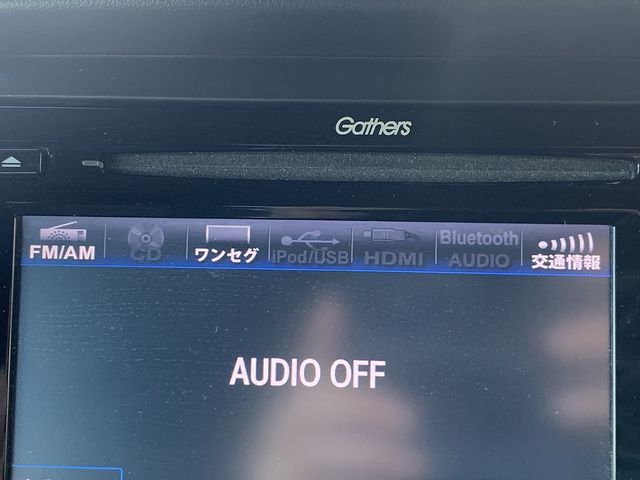 Gathers
FM/AM
CD
ワンセグ
iPod/USB
HDMI
Bluetooth
AUDIO
交通情報
AUDIO OFF